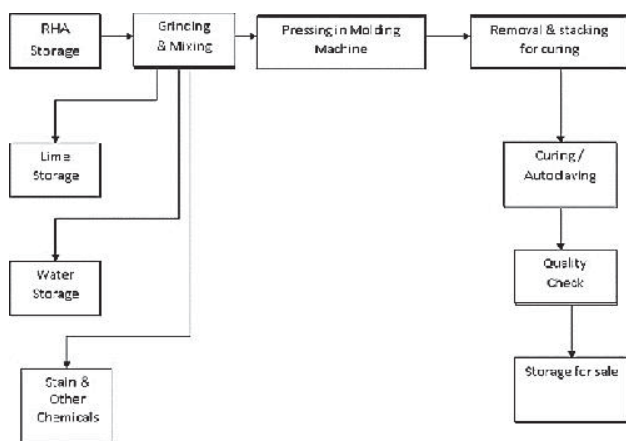 RHA
Storage
Grincing
& Mixing
Pressing in Molding
Machine
Removal & stacking
for curing
Lime
Storage
Curing /
Autoclaving
Water
Storage
Quality
Check
Stain &
Other
Chemicals
Storage for sale